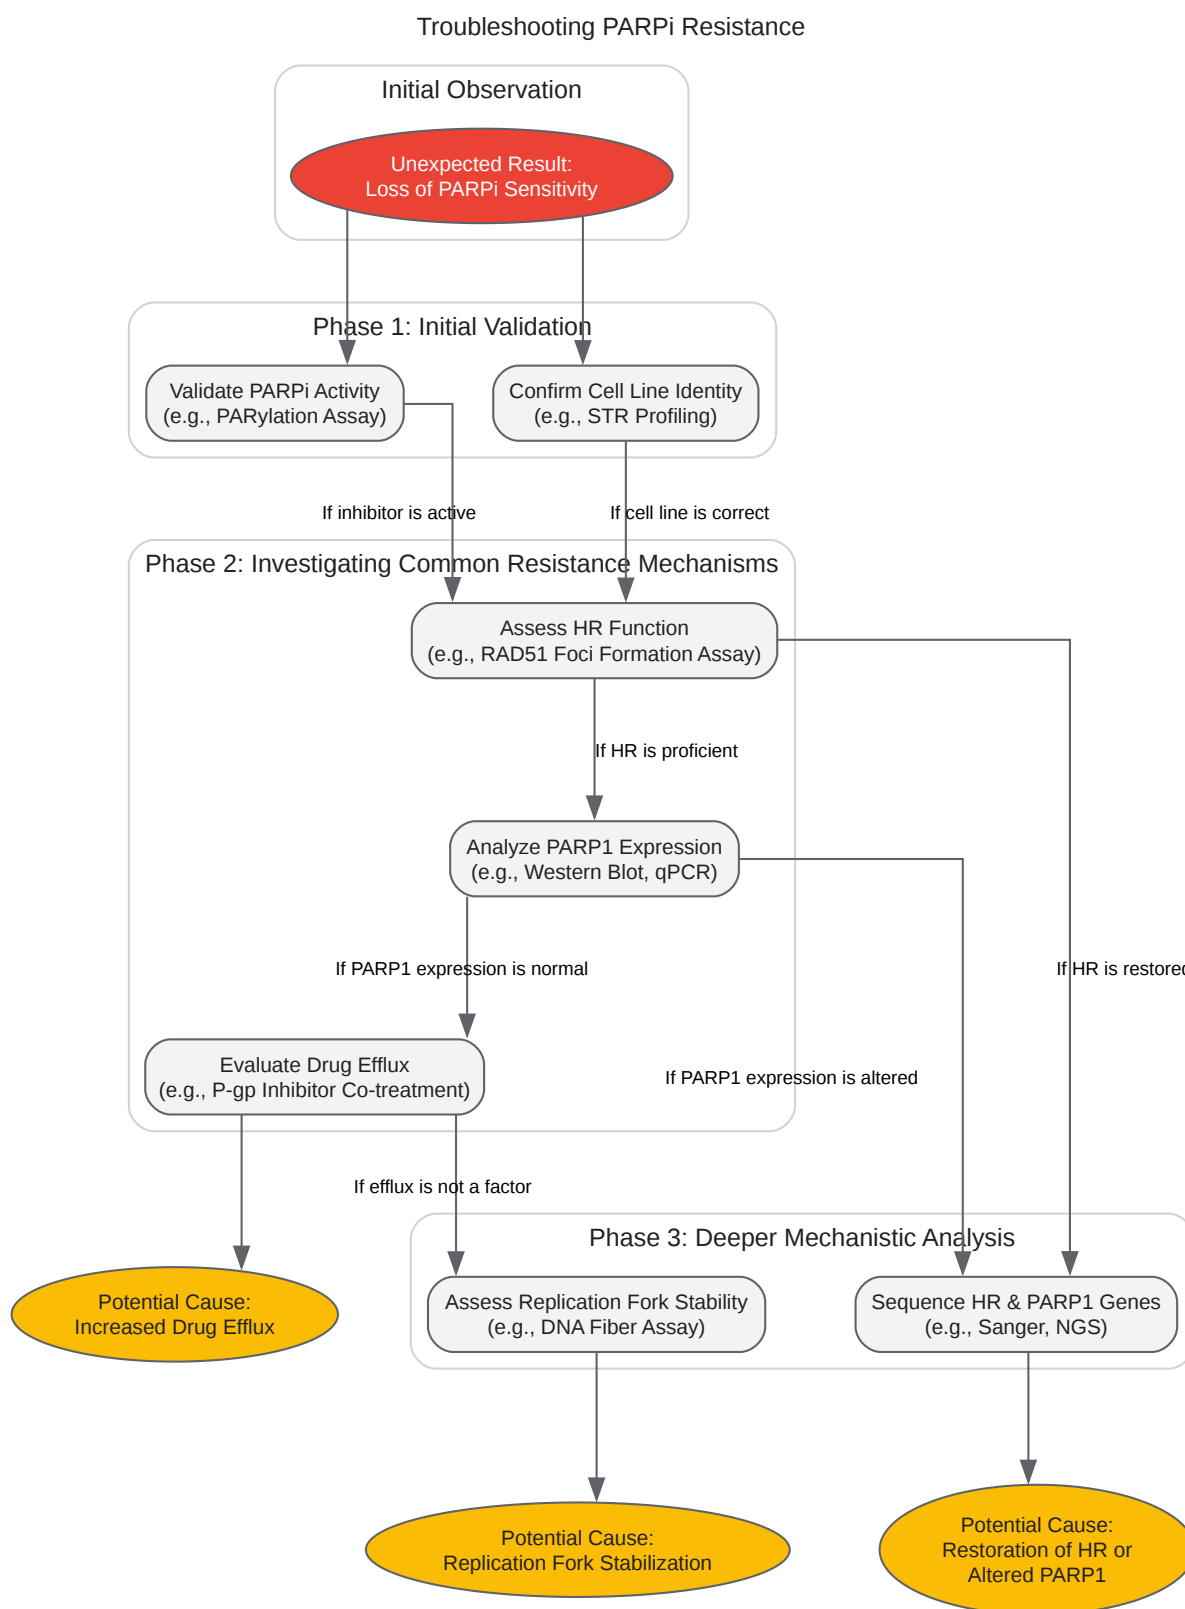 Troubleshooting PARPi Resistance
Initial Observation
Unexpected Result:
Loss of PARPi Sensitivity
Phase 1: Initial Validation
Validate PARPi Activity
(e.g., PARylation Assay)
Confirm Cell Line Identity
(e.g., STR Profiling)
If inhibitor is active
If cell line is correct
Phase 2: Investigating Common Resistance Mechanisms
Assess HR Function
(e.g., RAD51 Foci Formation Assay)
If HR is proficient
Analyze PARP1 Expression
(e.g., Western Blot, qPCR)
If PARP1 expression is normal
If HR is restored
Evaluate Drug Efflux
(e.g., P-gp Inhibitor Co-treatment)
If PARP1 expression is altered
If efflux is not a factor
Phase 3: Deeper Mechanistic Analysis
Potential Cause:
Increased Drug Efflux
Assess Replication Fork Stability
(e.g., DNA Fiber Assay)
Sequence HR & PARP1 Genes
(e.g., Sanger, NGS)
Potential Cause:
Replication Fork Stabilization
Potential Cause:
Restoration of HR or
Altered PARP1